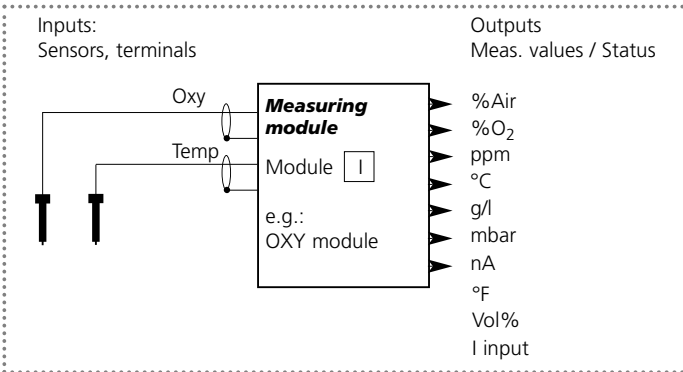 Inputs:
Sensors, terminals
Outputs
Meas. values / Status
Oxy
Temp
Measuring
module
Module I
e.g.:
OXY module
%Air
%O₂
ppm
°C
g/l
mbar
nA
°F
Vol%
I input